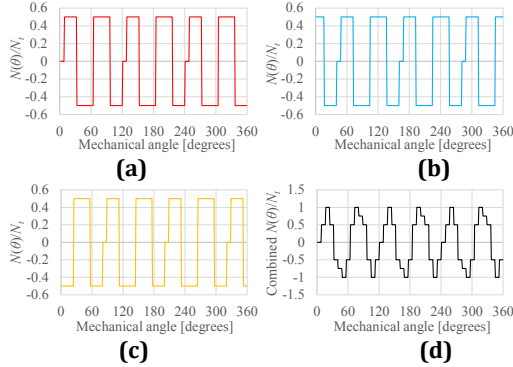 N(θ)/Nₜ
0.6
0.4
0.2
0
-0.2
-0.4
-0.6
0 60 120 180 240 300 360
Mechanical angle [degrees]
(a)
N(θ)/Nₜ
0.6
0.4
0.2
0
-0.2
-0.4
-0.6
0 60 120 180 240 300 360
Mechanical angle [degrees]
(b)
N(θ)/Nₜ
0.6
0.4
0.2
0
-0.2
-0.4
-0.6
0 60 120 180 240 300 360
Mechanical angle [degrees]
(c)
Combined N(θ)/Nₜ
1.5
1
0.5
0
-0.5
-1
-1.5
0 60 120 180 240 300 360
Mechanical angle [degrees]
(d)